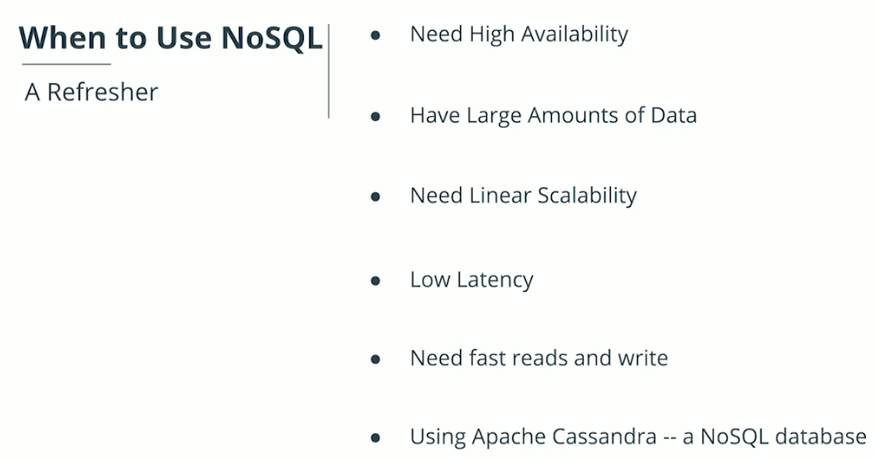 When to Use NoSQL
A Refresher
● Need High Availability
● Have Large Amounts of Data
● Need Linear Scalability
● Low Latency
● Need fast reads and write
● Using Apache Cassandra -- a NoSQL database